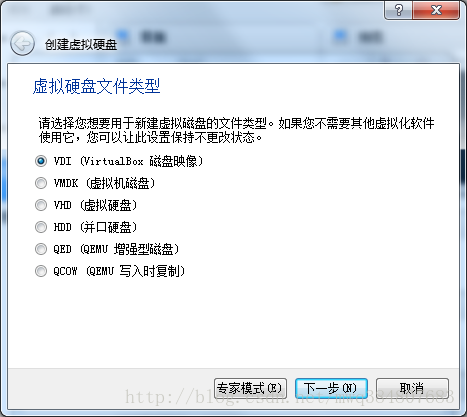 创建虚拟硬盘
虚拟硬盘文件类型
请选择您想要用于新建虚拟磁盘的文件类型。如果您不需要其他虚拟化软件
使用它，您可以让此设置保持不更改状态。
VDI (VirtualBox 磁盘映像)
VMDK (虚拟机磁盘)
VHD (虚拟硬盘)
HDD (并口硬盘)
QED (QEMU 增强型磁盘)
QCOW (QEMU 写入时复制)
专家模式(E) 下一步(N) 取消